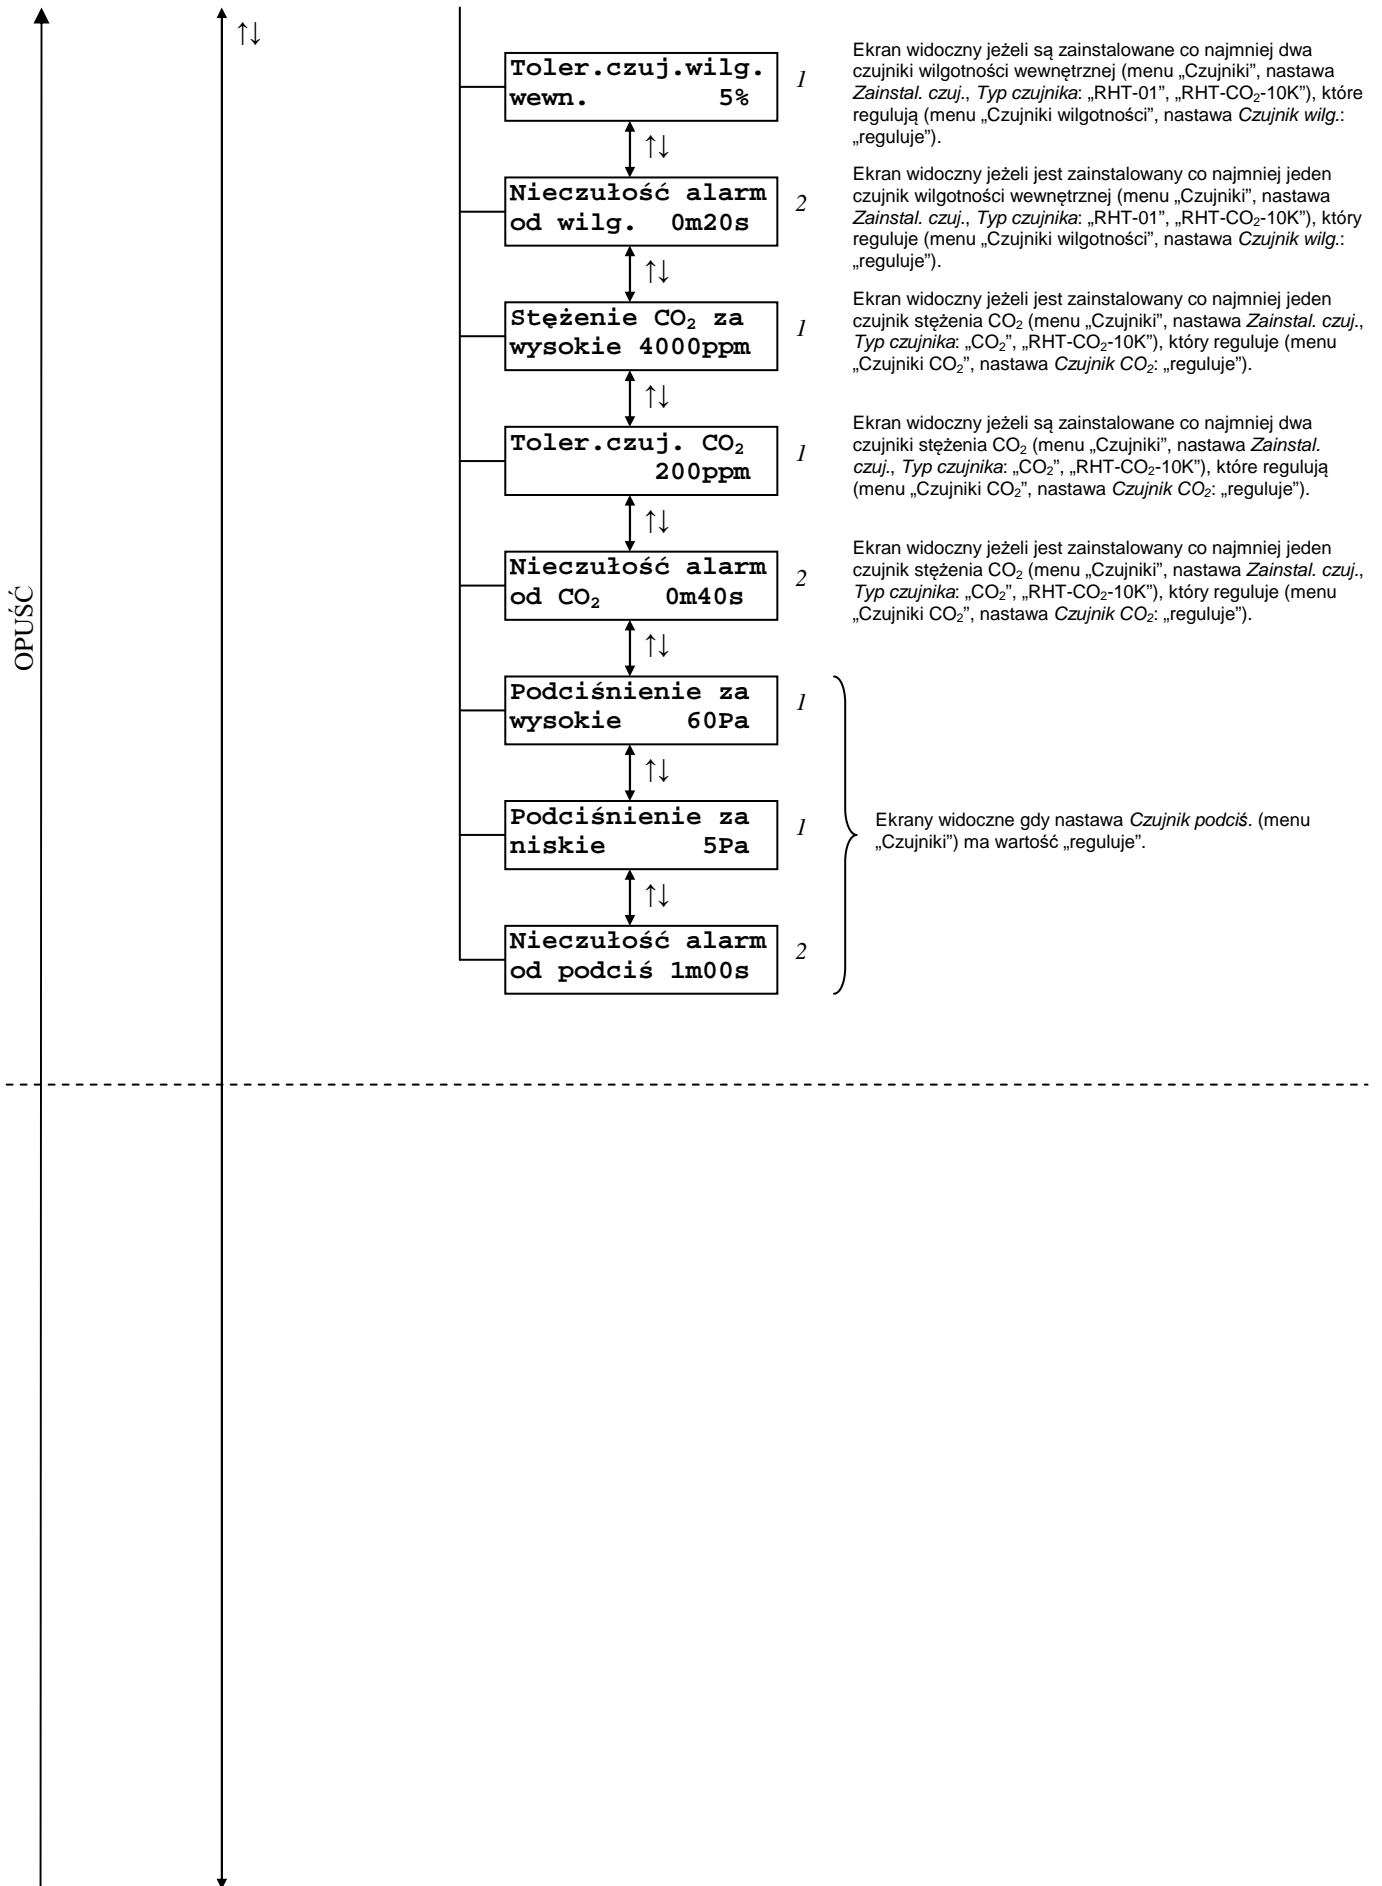 ↑↓
Toler.czuj.wilg.
wewn. 5%
1
Ekran widoczny jeżeli są zainstalowane co najmniej dwa
czujniki wilgotności wewnętrznej (menu „Czujniki”, nastawa
Zainstal. czuj., Typ czujnika: „RHT-01”, „RHT-CO₂-10K”), które
regulują (menu „Czujniki wilgotności”, nastawa Czujnik wilg.:
„reguluje”).
↑↓
Nieczułość alarm
od wilg. 0m20s
2
Ekran widoczny jeżeli jest zainstalowany co najmniej jeden
czujnik wilgotności wewnętrznej (menu „Czujniki”, nastawa
Zainstal. czuj., Typ czujnika: „RHT-01”, „RHT-CO₂-10K”), który
reguluje (menu „Czujniki wilgotności”, nastawa Czujnik wilg.:
„reguluje”).
↑↓
Stężenie CO₂ za
wysokie 4000ppm
1
Ekran widoczny jeżeli jest zainstalowany co najmniej jeden
czujnik stężenia CO₂ (menu „Czujniki”, nastawa Zainstal. czuj.,
Typ czujnika: „CO₂”, „RHT-CO₂-10K”), który reguluje (menu
„Czujniki CO₂”, nastawa Czujnik CO₂: „reguluje”).
↑↓
Toler.czuj. CO₂
200ppm
1
Ekran widoczny jeżeli są zainstalowane co najmniej dwa
czujniki stężenia CO₂ (menu „Czujniki”, nastawa Zainstal.
czuj., Typ czujnika: „CO₂”, „RHT-CO₂-10K”), które regulują
(menu „Czujniki CO₂”, nastawa Czujnik CO₂: „reguluje”).
↑↓
Nieczułość alarm
od CO₂ 0m40s
2
Ekran widoczny jeżeli jest zainstalowany co najmniej jeden
czujnik stężenia CO₂ (menu „Czujniki”, nastawa Zainstal. czuj.,
Typ czujnika: „CO₂”, „RHT-CO₂-10K”), który reguluje (menu
„Czujniki CO₂”, nastawa Czujnik CO₂: „reguluje”).
OPUŚĆ
↑↓
Podciśnienie za
wysokie 60Pa
1
↑↓
Podciśnienie za
niskie 5Pa
1
Ekrany widoczne gdy nastawa Czujnik podciś. (menu
„Czujniki”) ma wartość „reguluje”.
↑↓
Nieczułość alarm
od podciś 1m00s
2